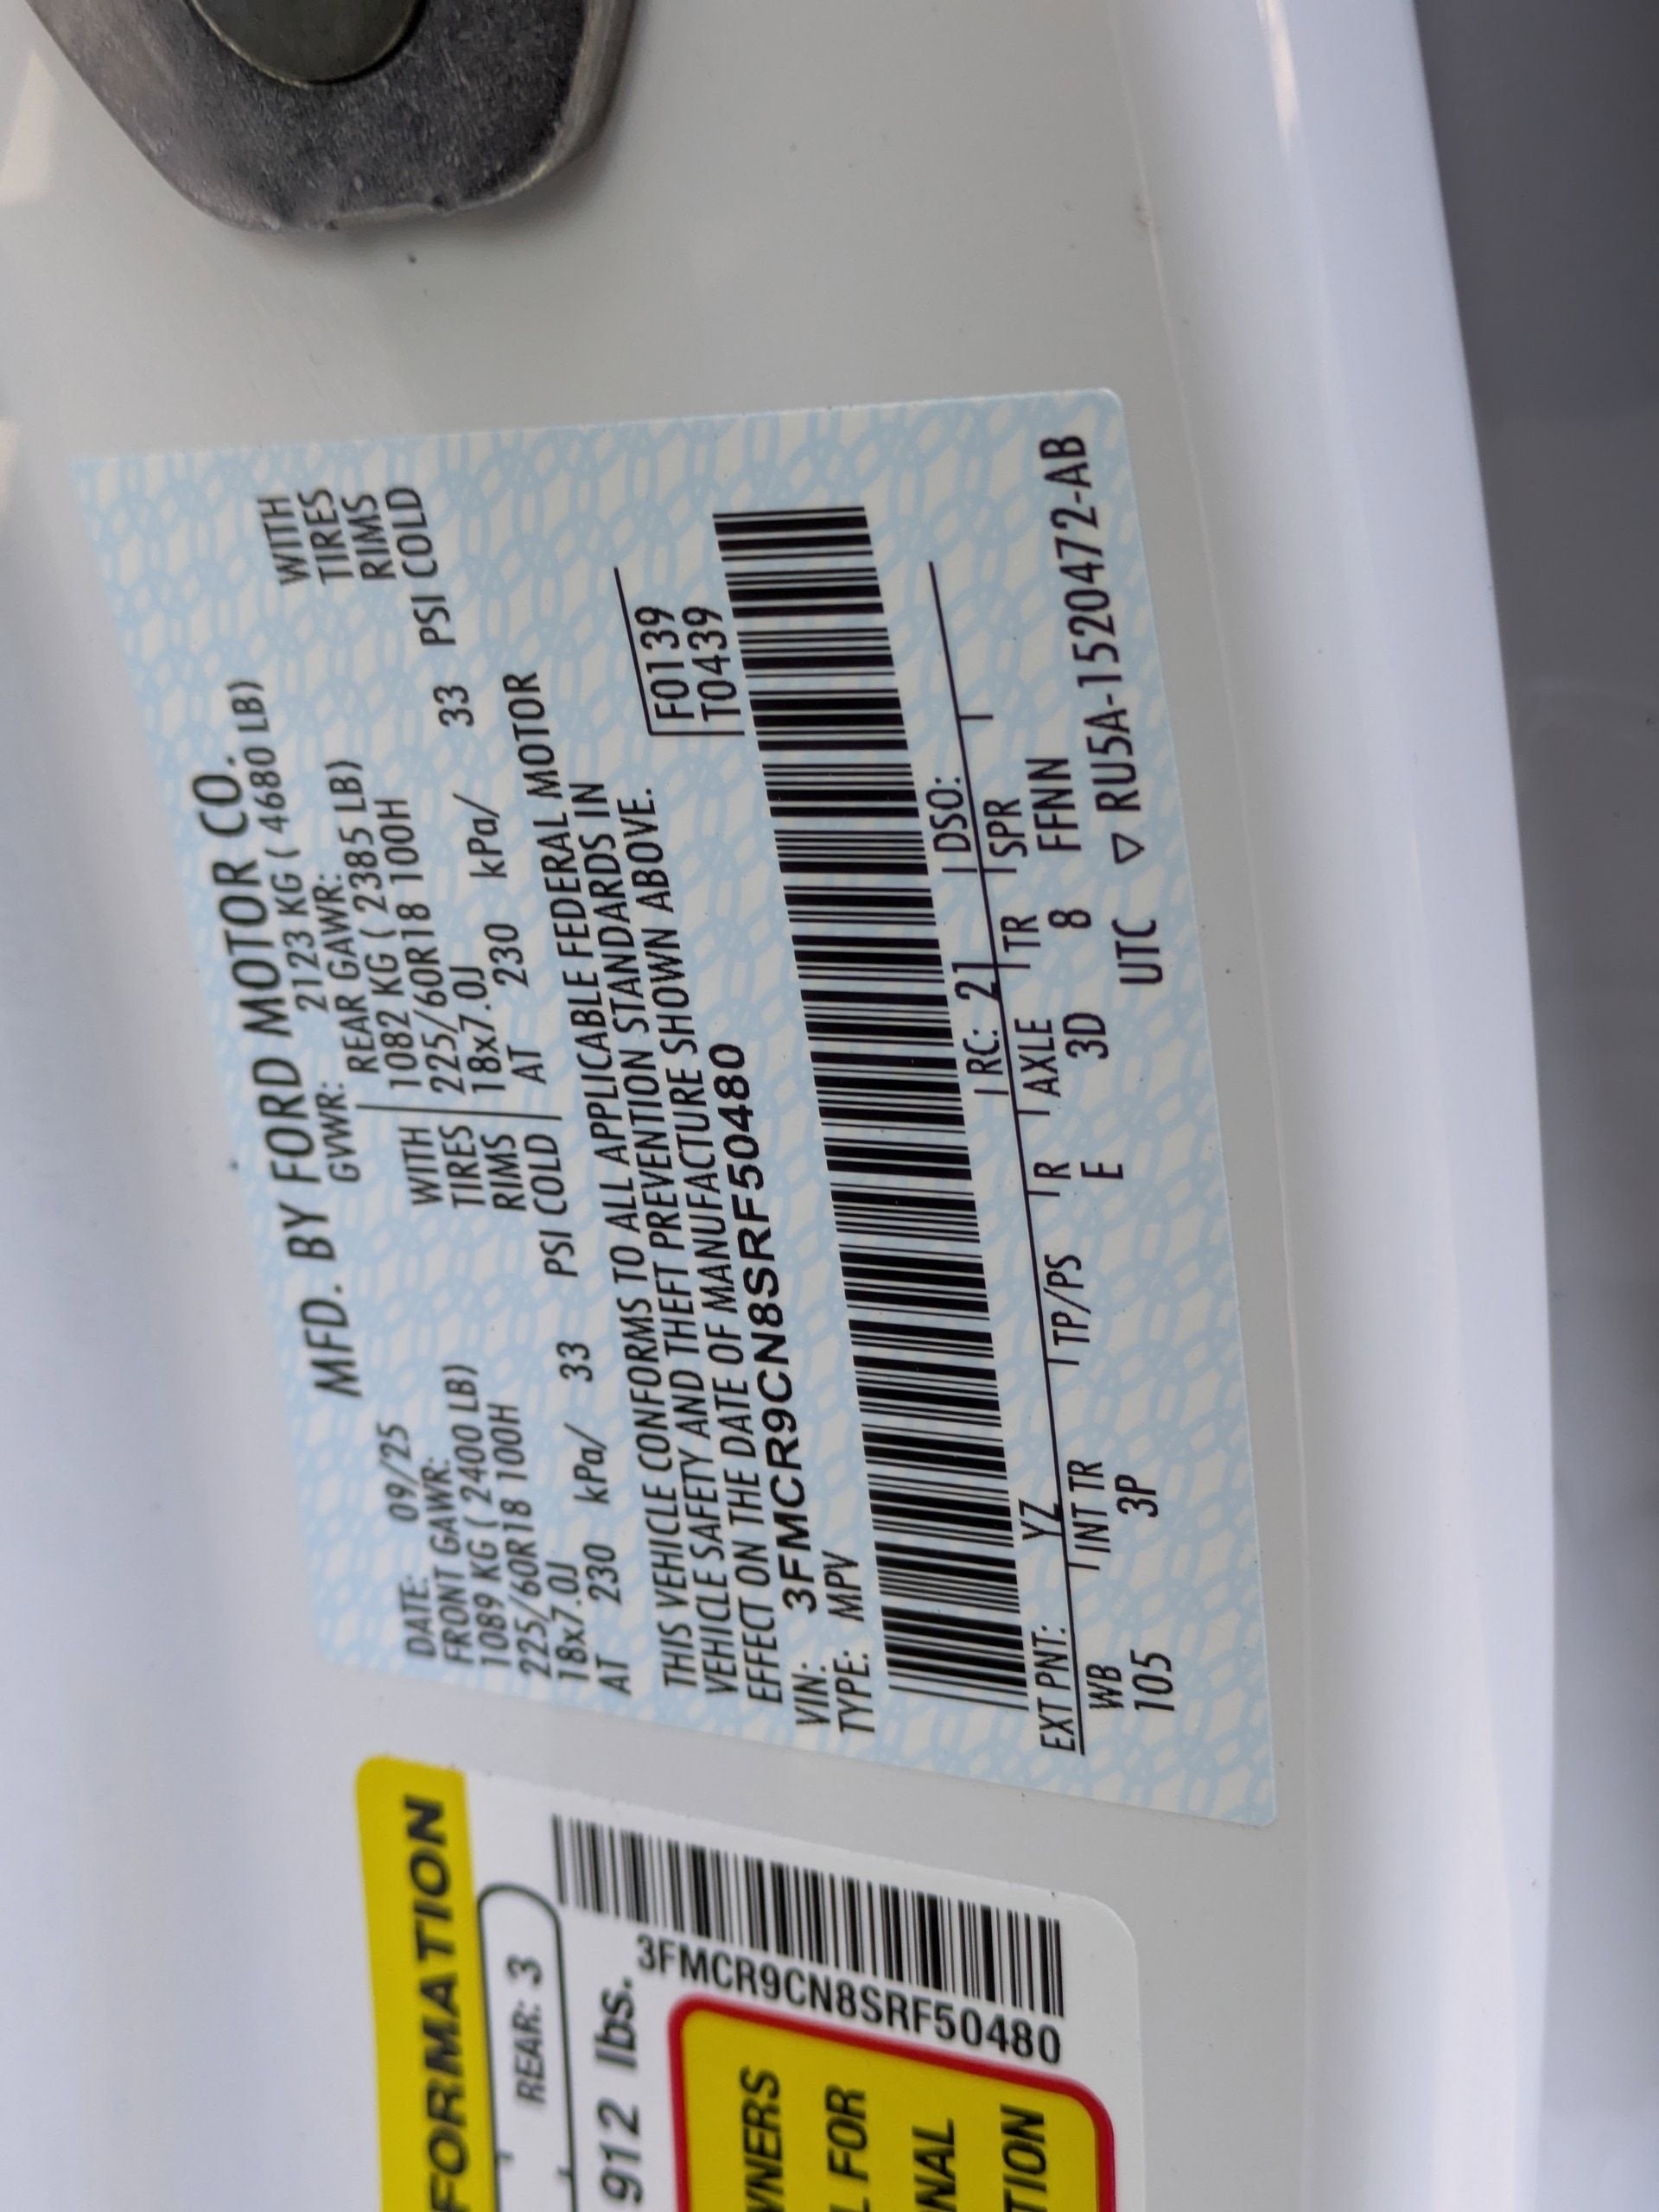 MFD. BY FORD MOTOR CO.
DATE: 09/25 GVWR: 2123 KG ( 4680 LB)
FRONT GAWR: REAR GAWR:
1089 KG ( 2400 LB) WITH 1082 KG ( 2385 LB) WITH
225/60R18 100H TIRES 225/60R18 100H TIRES
18x7.0J RIMS 18x7.0J RIMS
AT 230 kPa/ 33 PSI COLD AT 230 kPa/ 33 PSI COLD
THIS VEHICLE CONFORMS TO ALL APPLICABLE FEDERAL MOTOR
VEHICLE SAFETY AND THEFT PREVENTION STANDARDS IN
EFFECT ON THE DATE OF MANUFACTURE SHOWN ABOVE.
VIN: 3FMCR9CN8SRF50480 F0139
TYPE: MPV T0439
EXT PNT: YZ RC: 21 DSO:
WB INT TR TP/PS R AXLE TR SPR
105 3P E 3D 8 FFNN
UTC ▽ RU5A-1520472-AB
FORMATION
REAR: 3
912 lbs.
3FMCR9CN8SRF50480
WNERS
L FOR
NAL
TION